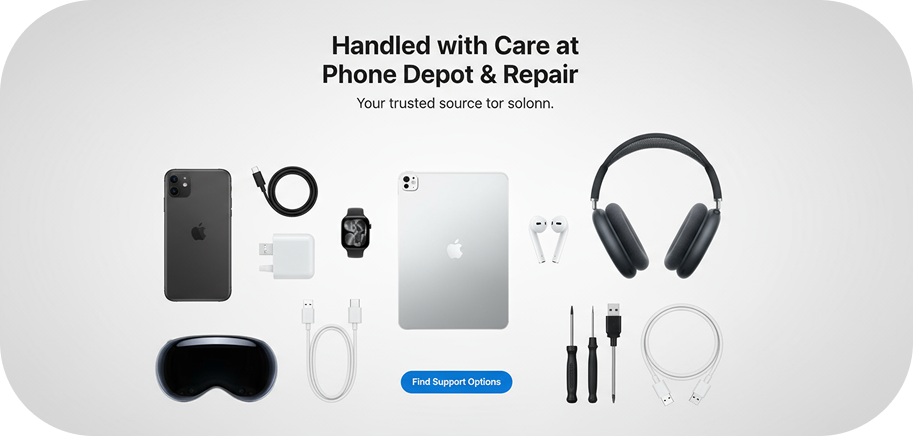 Handled with Care at
Phone Depot & Repair
Your trusted source tor solonn.
Find Support Options